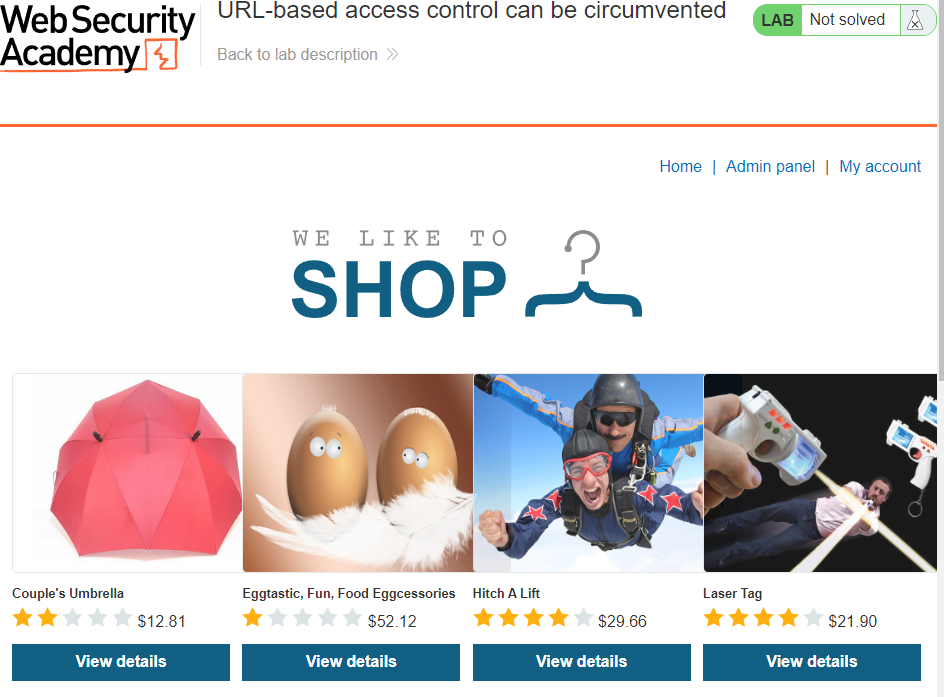 Web Security
Academy
URL-based access control can be circumvented
Back to lab description
LAB Not solved
Home | Admin panel | My account
WE LIKE TO
SHOP
Couple's Umbrella
$12.81
View details
Eggtastic, Fun, Food Eggcessories
$52.12
View details
Hitch A Lift
$29.66
View details
Laser Tag
$21.90
View details